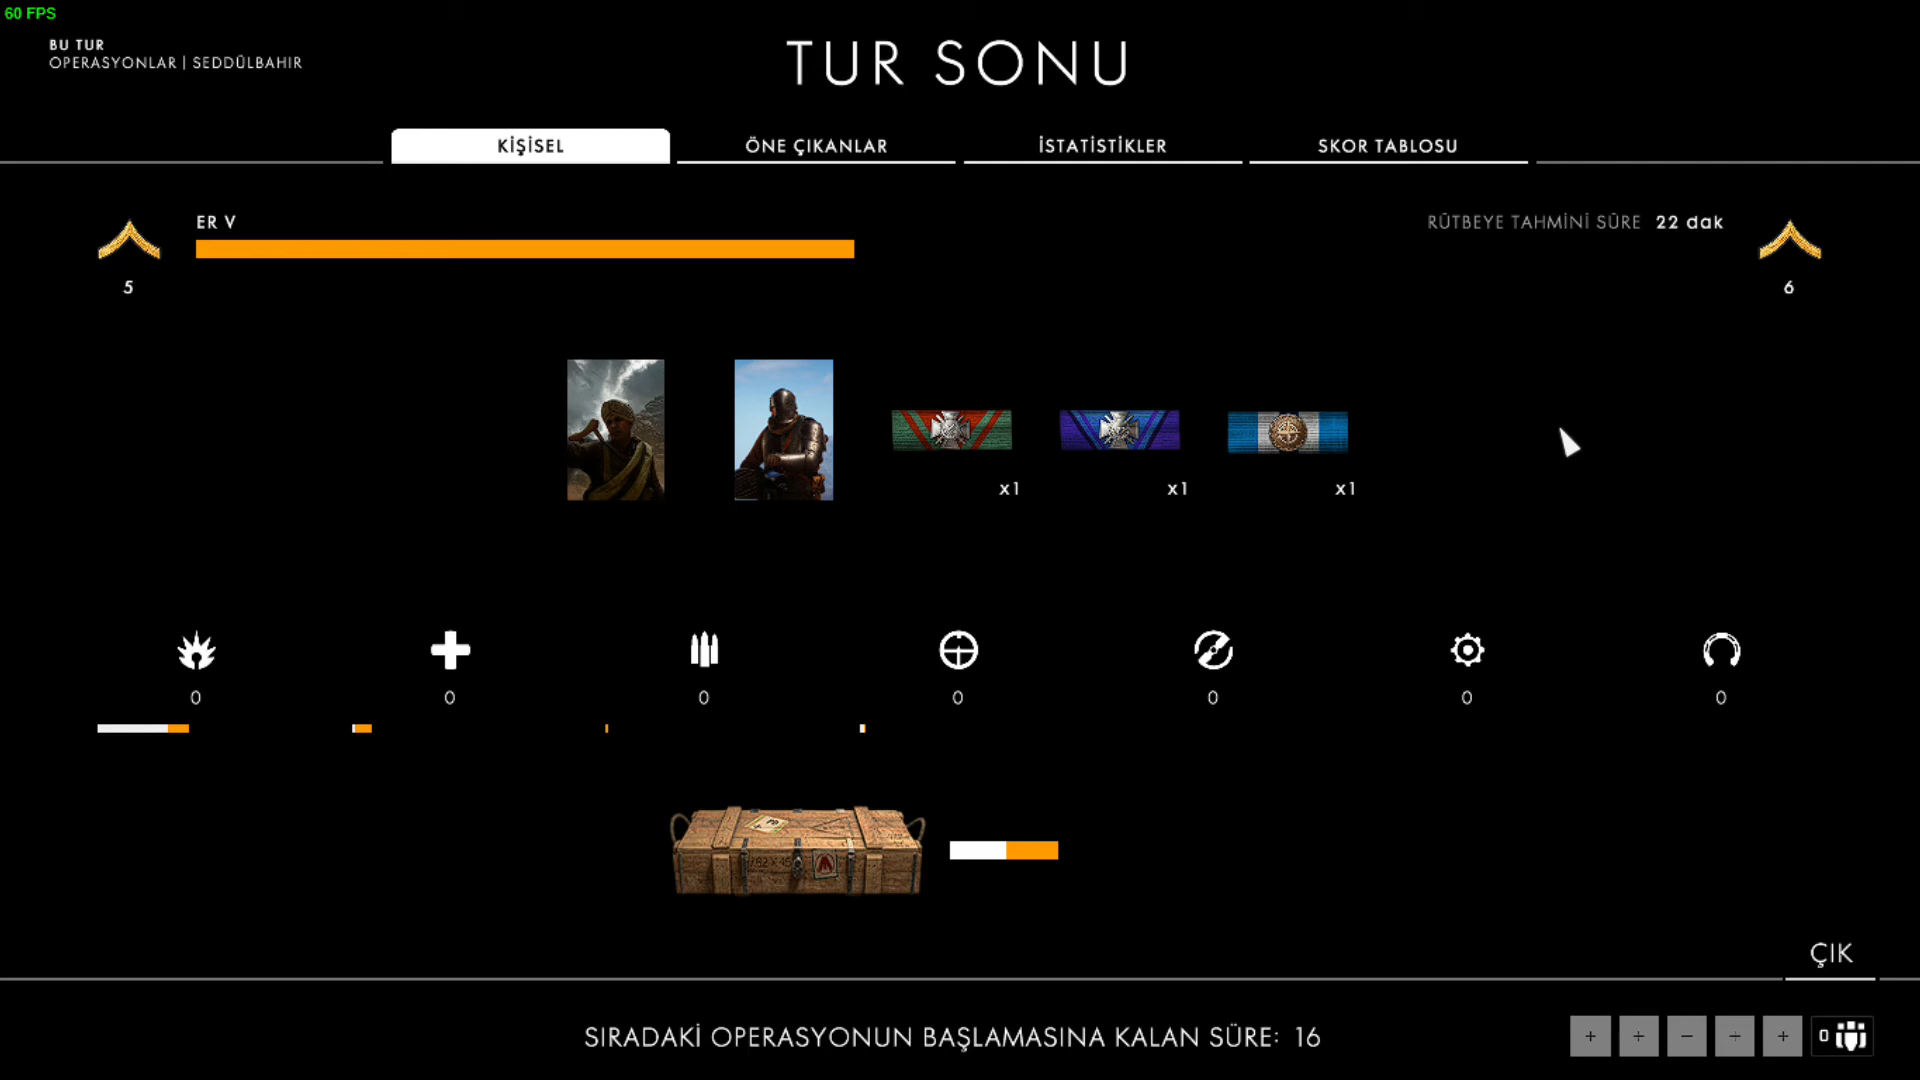 60 FPS
BU TUR
OPERASYONLAR | SEDDÜLBAHIR
TUR SONU
KİŞİSEL
ÖNE ÇIKANLAR
İSTATİSTİKLER
SKOR TABLOSU
ER V
RÜTBEYE TAHMİNİ SÜRE 22 dak
5
6
x1
x1
x1
0
0
0
0
0
0
0
ÇIK
SIRADAKİ OPERASYONUN BAŞLAMASINA KALAN SÜRE: 16
+ + − + +
0